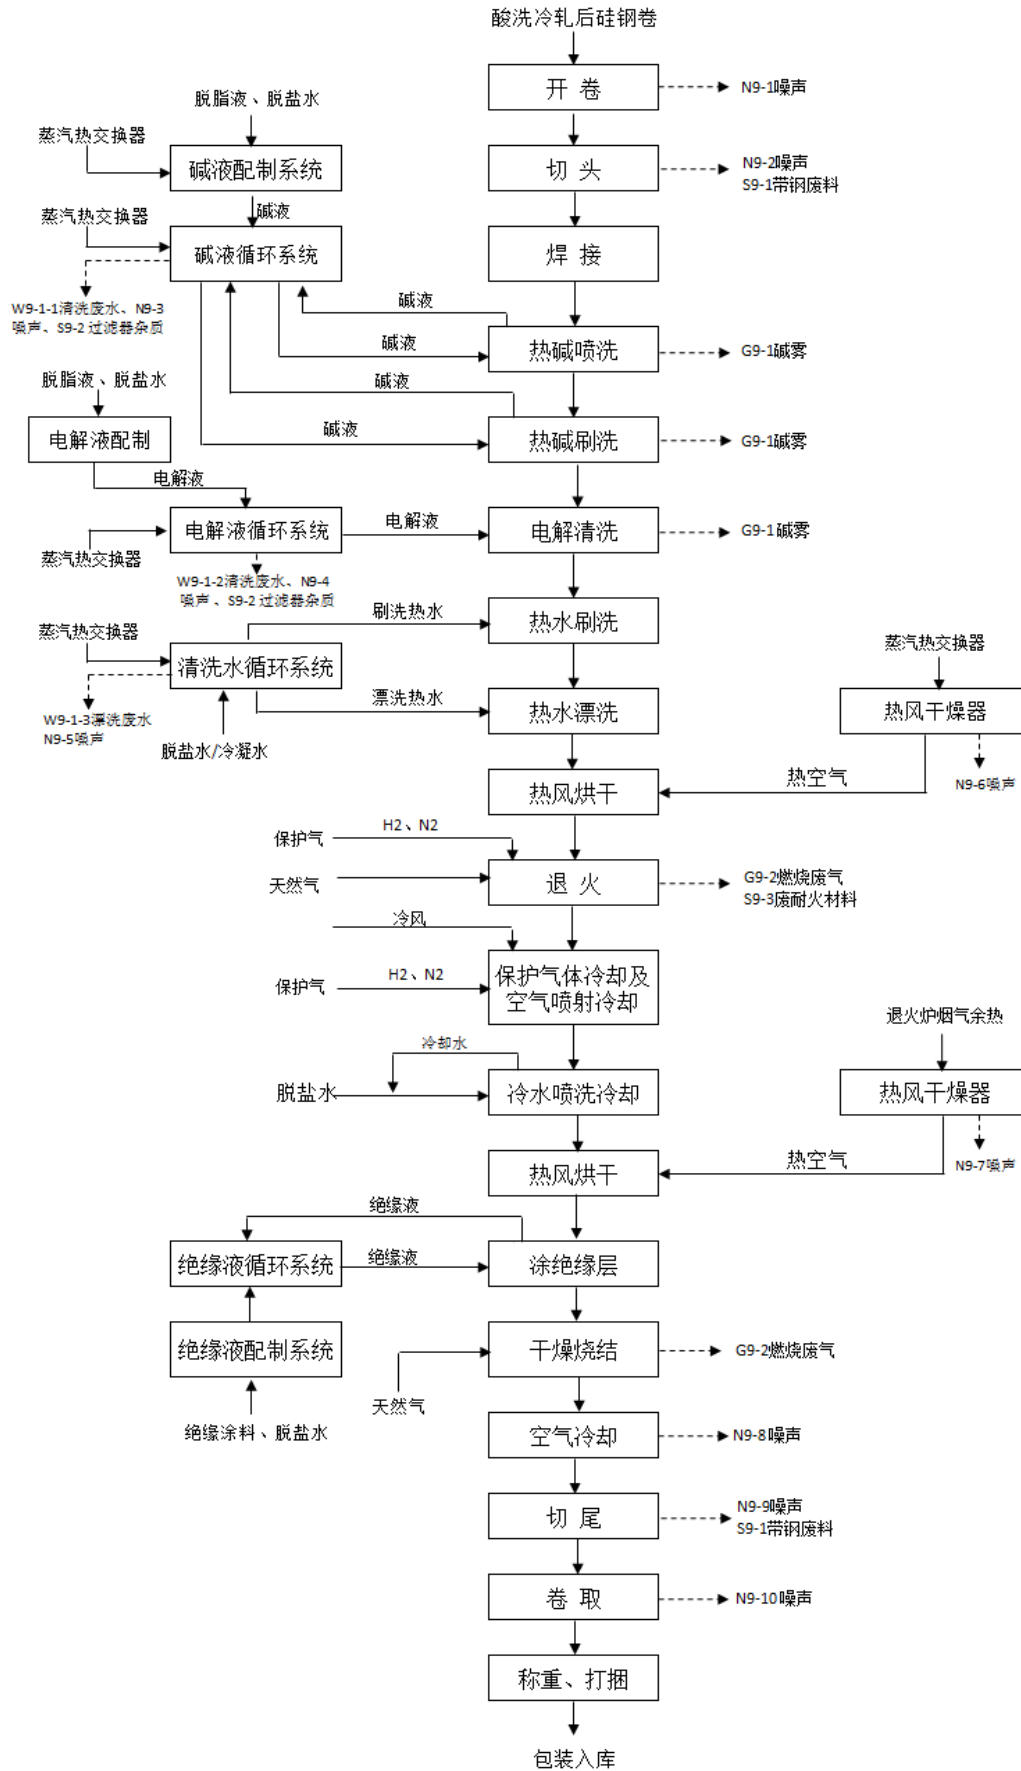 酸洗冷轧后硅钢卷
开 卷
N9-1噪声
脱脂液、脱盐水
蒸汽热交换器
碱液配制系统
切 头
N9-2噪声
S9-1带钢废料
碱液
蒸汽热交换器
碱液循环系统
焊 接
W9-1-1清洗废水、N9-3
噪声、S9-2 过滤器杂质
碱液
碱液
热碱喷洗
G9-1碱雾
脱脂液、脱盐水
碱液
电解液配制
碱液
热碱刷洗
G9-1碱雾
电解液
电解液循环系统
电解液
电解清洗
G9-1碱雾
蒸汽热交换器
W9-1-2清洗废水、N9-4
噪声、S9-2 过滤器杂质
刷洗热水
热水刷洗
蒸汽热交换器
清洗水循环系统
蒸汽热交换器
漂洗热水
热水漂洗
热风干燥器
W9-1-3漂洗废水
N9-5噪声
脱盐水/冷凝水
热风烘干
热空气
N9-6噪声
保护气
H2、N2
天然气
退 火
G9-2燃烧废气
S9-3废耐火材料
冷风
保护气
H2、N2
保护气体冷却及
空气喷射冷却
退火炉烟气余热
冷却水
脱盐水
冷水喷洗冷却
热风干燥器
热风烘干
热空气
N9-7噪声
绝缘液
绝缘液循环系统
绝缘液
涂绝缘层
绝缘液配制系统
干燥烧结
G9-2燃烧废气
天然气
绝缘涂料、脱盐水
空气冷却
N9-8噪声
切 尾
N9-9噪声
S9-1带钢废料
卷 取
N9-10噪声
称重、打捆
包装入库